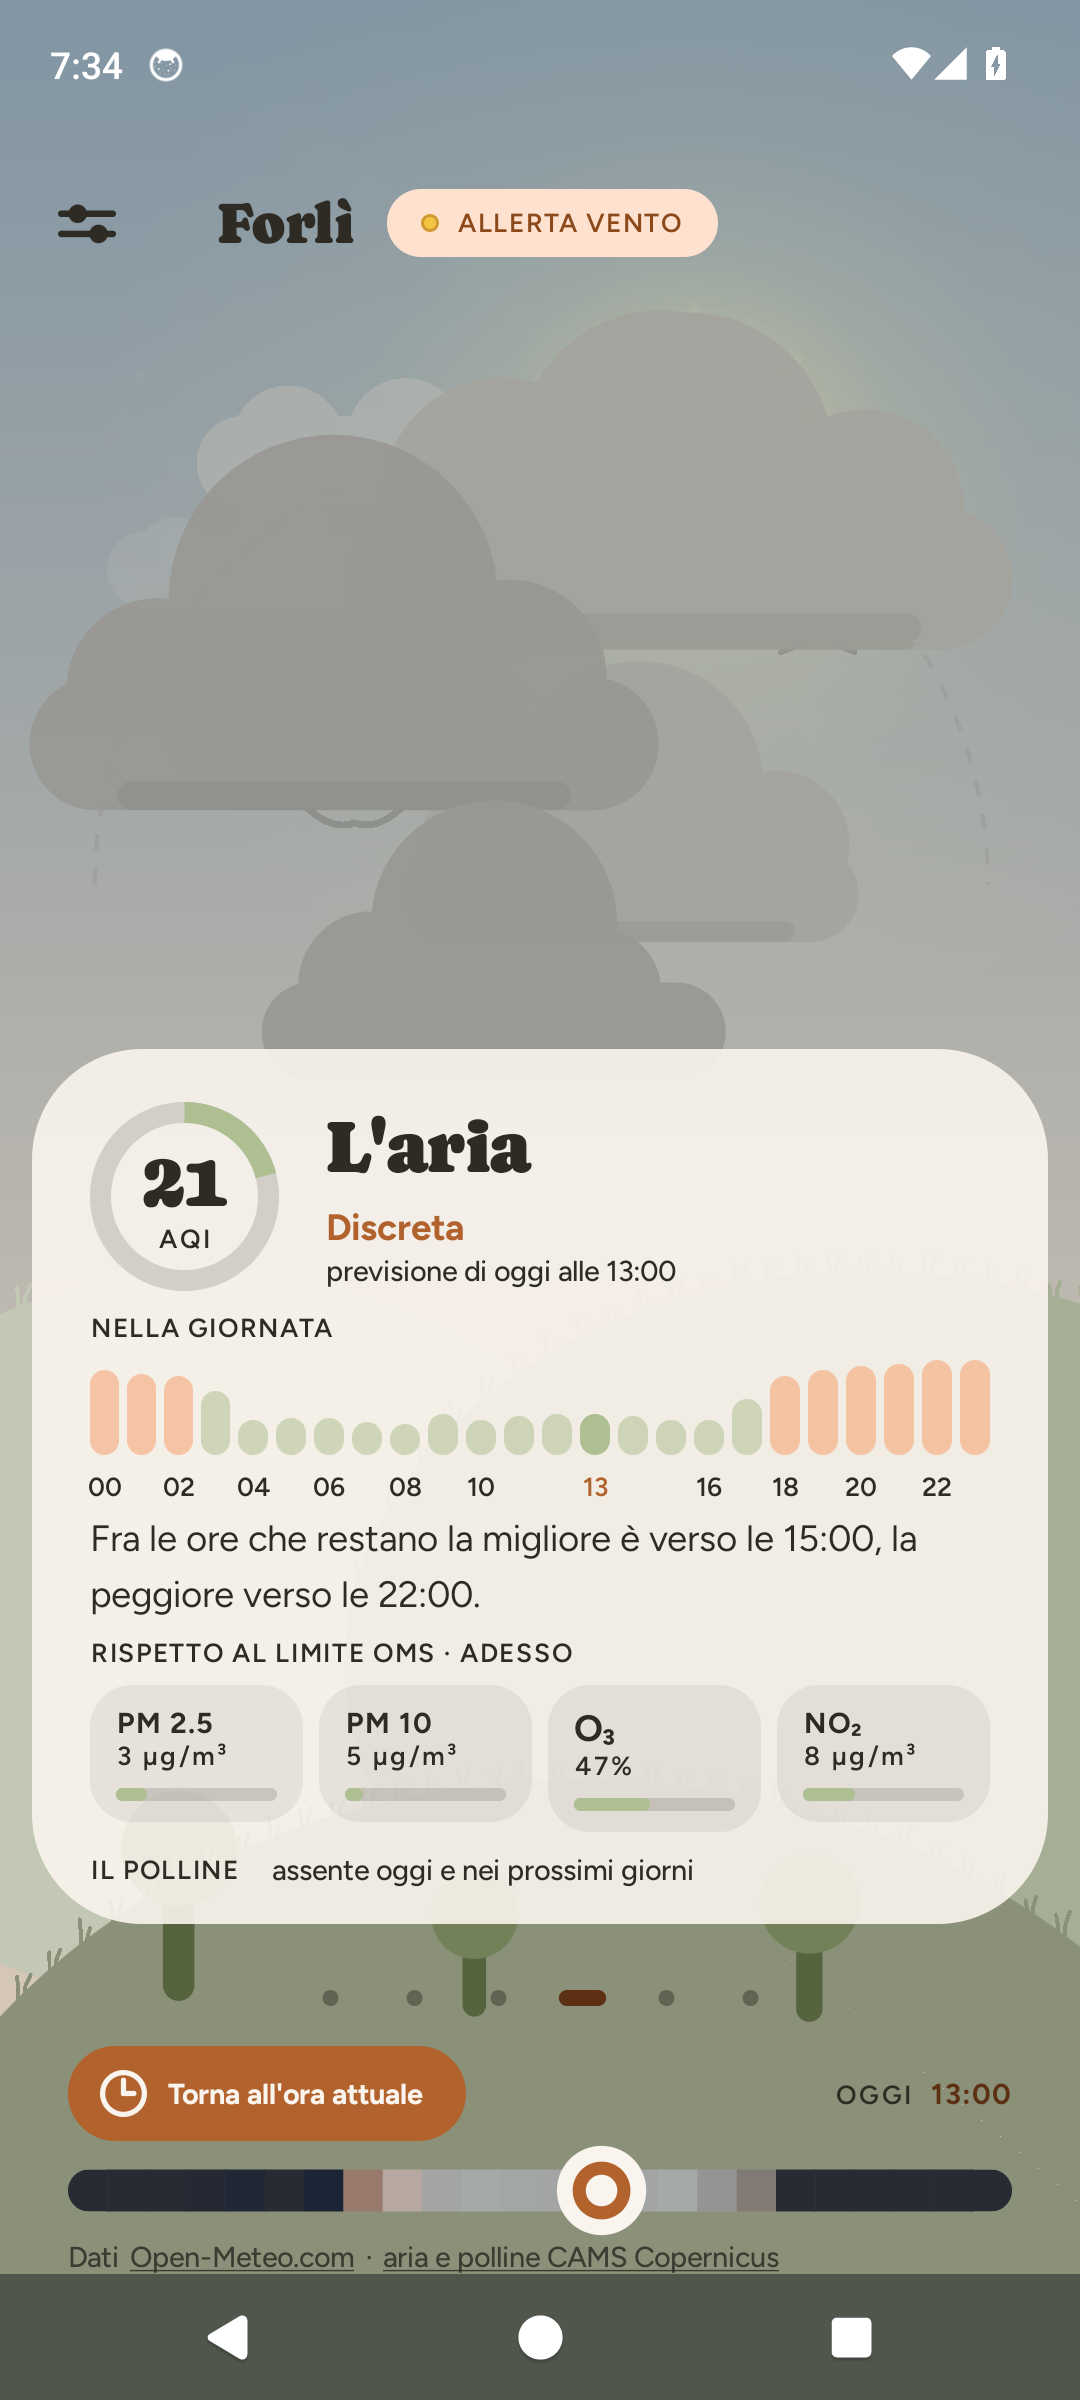 7:34
Forlì
ALLERTA VENTO
21
AQI
L'aria
Discreta
previsione di oggi alle 13:00
NELLA GIORNATA
00 02 04 06 08 10 13 16 18 20 22
Fra le ore che restano la migliore è verso le 15:00, la
peggiore verso le 22:00.
RISPETTO AL LIMITE OMS · ADESSO
PM 2.5
3 µg/m³
PM 10
5 µg/m³
O₃
47%
NO₂
8 µg/m³
IL POLLINE assente oggi e nei prossimi giorni
Torna all'ora attuale
OGGI 13:00
Dati Open-Meteo.com · aria e polline CAMS Copernicus